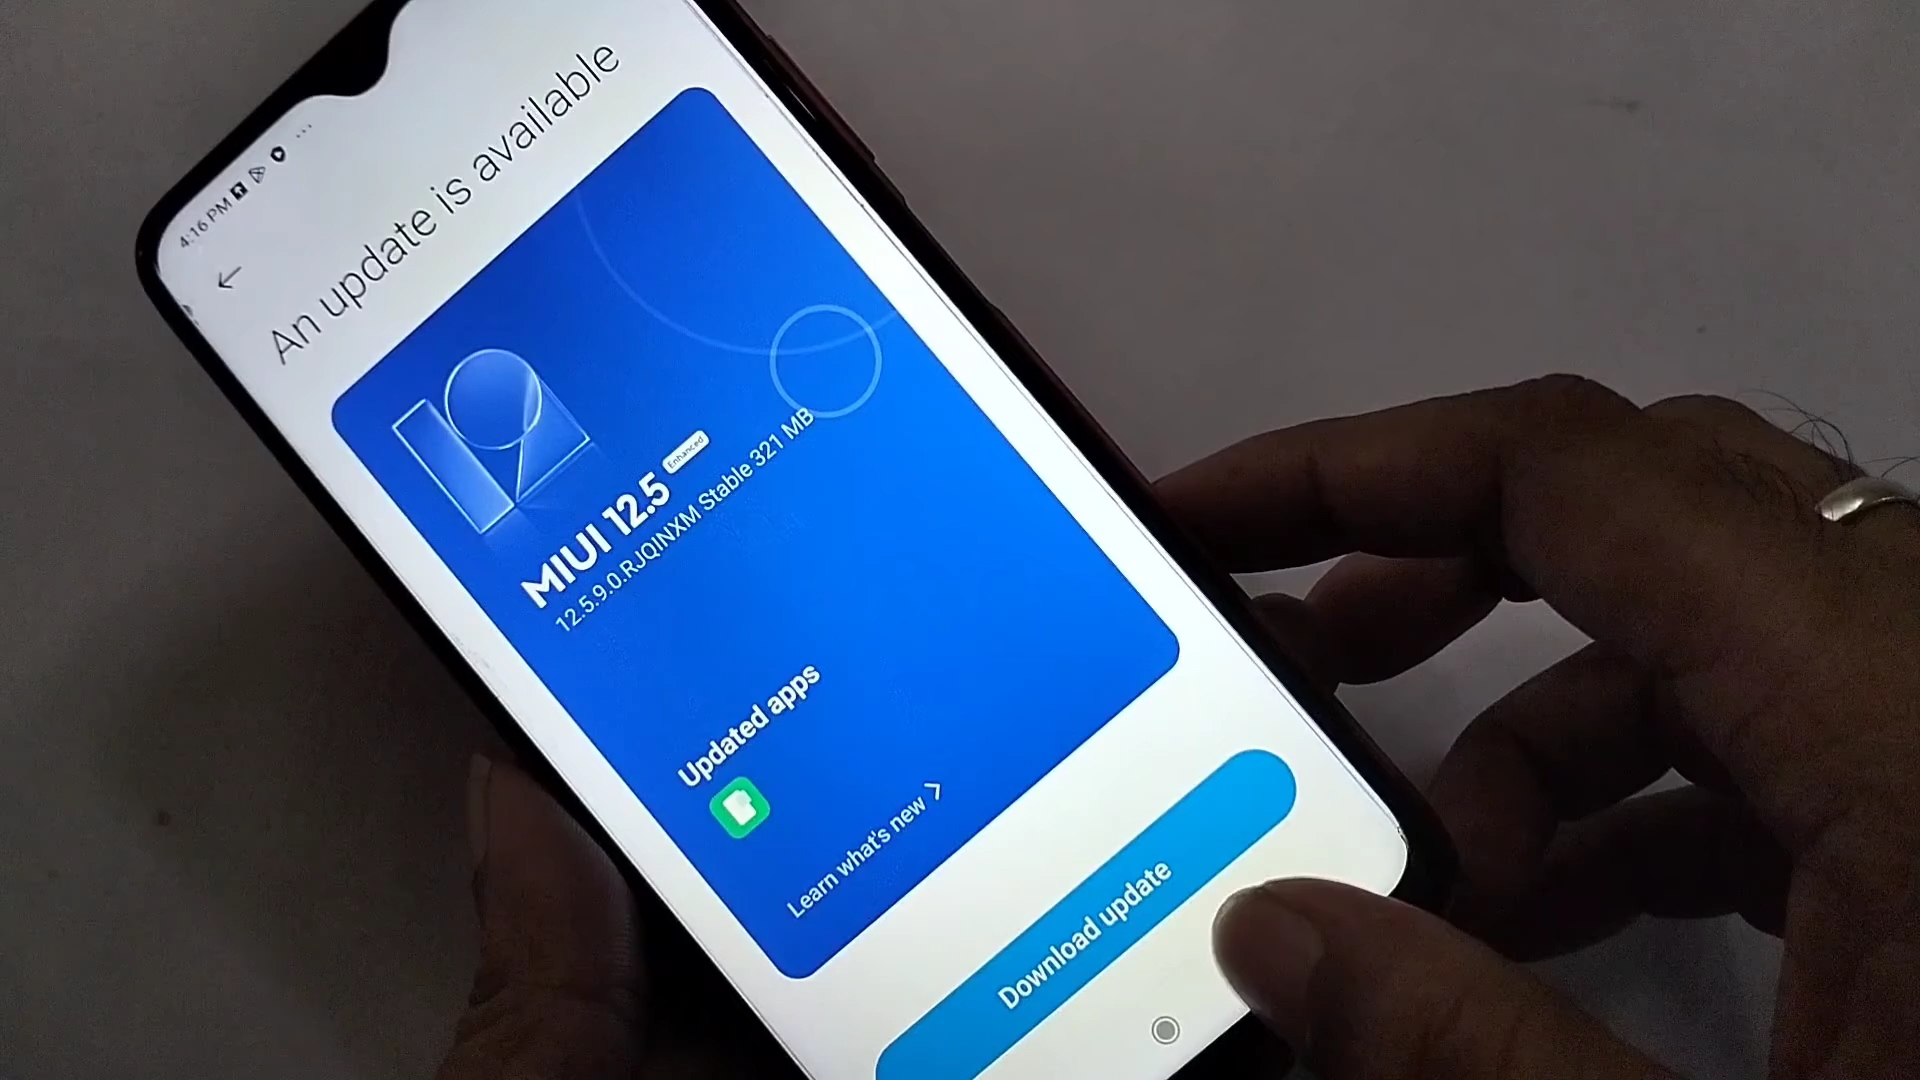 4:16 PM
An update is available
12
MIUI 12.5 Enhanced
12.5.9.0.RJQINXM Stable 321 MB
Updated apps
Learn what's new
Download update